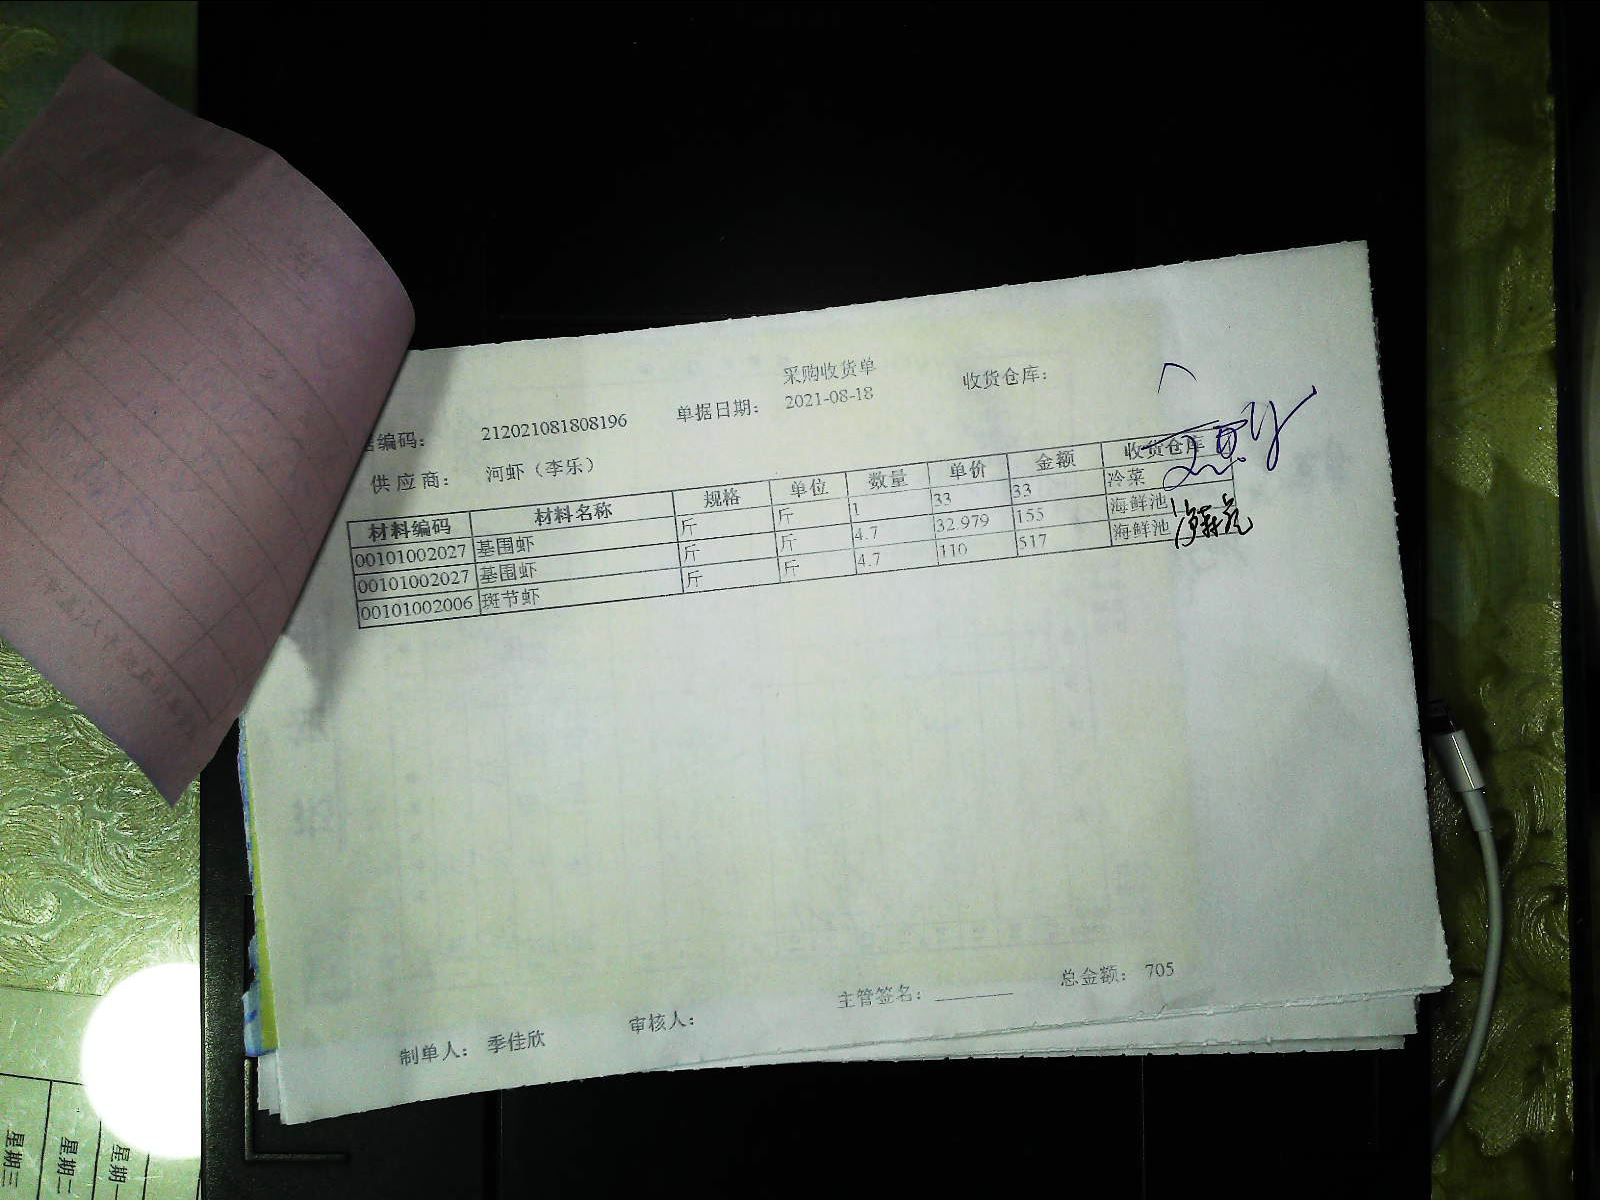 采购收货单
编码： 212021081808196 单据日期： 2021-08-18 收货仓库：
供应商： 河虾（李乐）
材料编码 材料名称 规格 单位 数量 单价 金额 收货仓库
00101002027 基围虾 斤 斤 1 33 33 冷菜
00101002027 基围虾 斤 斤 4.7 32.979 155 海鲜池
00101002006 斑节虾 斤 斤 4.7 110 517 海鲜池
总金额： 705
主管签名：
制单人： 季佳欣 审核人：
星期一
星期二
星期三